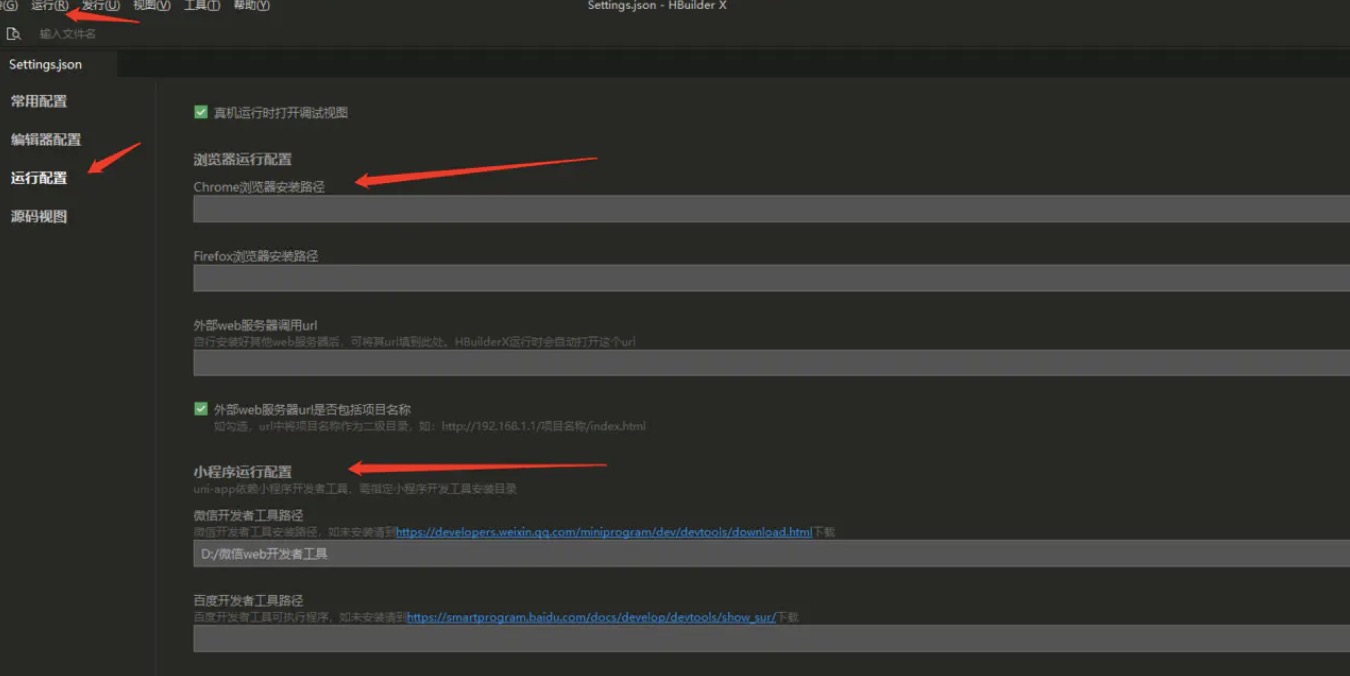 (G) 运行(R) 发行(U) 视图(V) 工具(T) 帮助(Y) Settings.json - HBuilder X
输入文件名
Settings.json
常用配置
编辑器配置
运行配置
源码视图
真机运行时打开调试视图
浏览器运行配置
Chrome浏览器安装路径
Firefox浏览器安装路径
外部web服务器调用url
自行安装好其他web服务器后，可将其url填到此处。HBuilderX运行时会自动打开这个url
外部web服务器url是否包括项目名称
如勾选，url中将项目名称作为二级目录，如：http://192.168.1.1/项目名称/index.html
小程序运行配置
uni-app依赖小程序开发者工具，需指定小程序开发工具安装目录
微信开发者工具路径
微信开发者工具安装路径，如未安装请到https://developers.weixin.qq.com/miniprogram/dev/devtools/download.html下载
D:/微信web开发者工具
百度开发者工具路径
百度开发者工具可执行程序，如未安装请到https://smartprogram.baidu.com/docs/develop/devtools/show_sur/下载